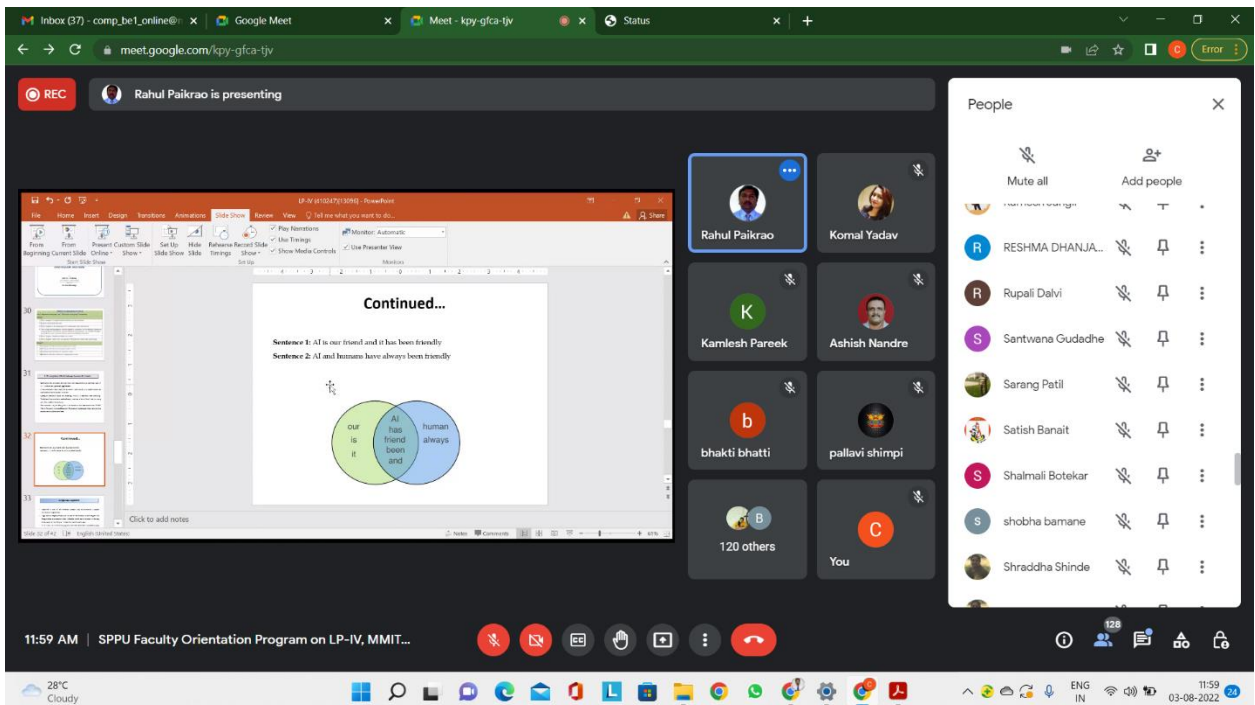 Inbox (37) - comp_be1_online@
Google Meet
Meet - kpy-gfca-tjv
Status
meet.google.com/kpy-gfca-tjv
Error
REC
Rahul Paikrao is presenting
LP-IV (410247)[13096] - PowerPoint
File Home Insert Design Transitions Animations Slide Show Review View Tell me what you want to do...
Share
From Beginning
From Current Slide
Present Online
Custom Slide Show
Set Up Slide Show
Hide Slide
Rehearse Timings
Record Slide Show
Play Narrations
Use Timings
Show Media Controls
Monitor: Automatic
Use Presenter View
Start Slide Show
Set Up
Monitors
30
31
32
33
Continued...
Sentence 1: AI is our friend and it has been friendly
Sentence 2: AI and humans have always been friendly
our
is
it
AI
has
friend
been
and
human
always
Click to add notes
Slide 32 of 42 English (United States)
Notes Comments
61%
Rahul Paikrao
Komal Yadav
K
Kamlesh Pareek
Ashish Nandre
b
bhakti bhatti
pallavi shimpi
B
120 others
C
You
People
Mute all
Add people
R
RESHMA DHANJA...
R
Rupali Dalvi
S
Santwana Gudadhe
Sarang Patil
Satish Banait
S
Shalmali Botekar
s
shobha bamane
Shraddha Shinde
11:59 AM | SPPU Faculty Orientation Program on LP-IV, MMIT...
128
28°C
Cloudy
ENG
IN
11:59
03-08-2022
24